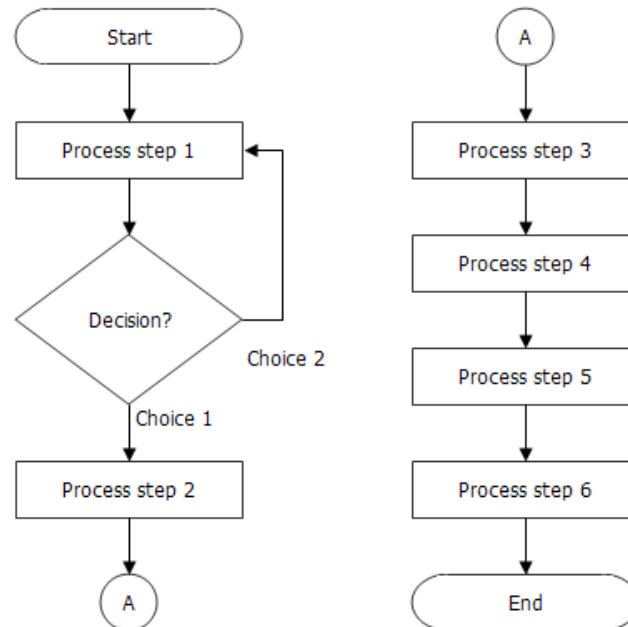 Start
Process step 1
Decision?
Choice 2
Choice 1
Process step 2
A
A
Process step 3
Process step 4
Process step 5
Process step 6
End